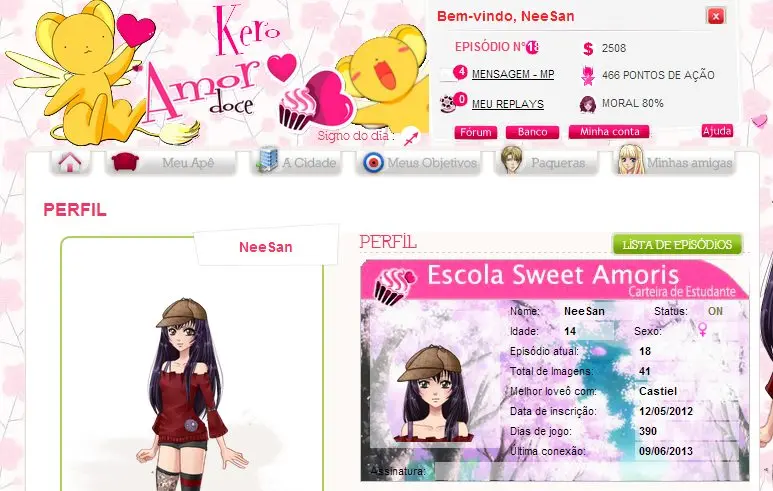 Kero
Amor
doce
Signo do dia :
Bem-vindo, NeeSan
x
EPISÓDIO N°18
$ 2508
4 MENSAGEM - MP
466 PONTOS DE AÇÃO
0 MEU REPLAYS
MORAL 80%
Fórum
Banco
Minha conta
Ajuda
Meu Apê
A Cidade
Meus Objetivos
Paqueras
Minhas amigas
PERFIL
NeeSan
PERFIL
LISTA DE EPISÓDIOS
Escola Sweet Amoris
Carteira de Estudante
Nome: NeeSan Status: ON
Idade: 14 Sexo: ♀
Episódio atual: 18
Total de Imagens: 41
Melhor loveô com: Castiel
Data de inscrição: 12/05/2012
Dias de jogo: 390
Última conexão: 09/06/2013
Assinatura: